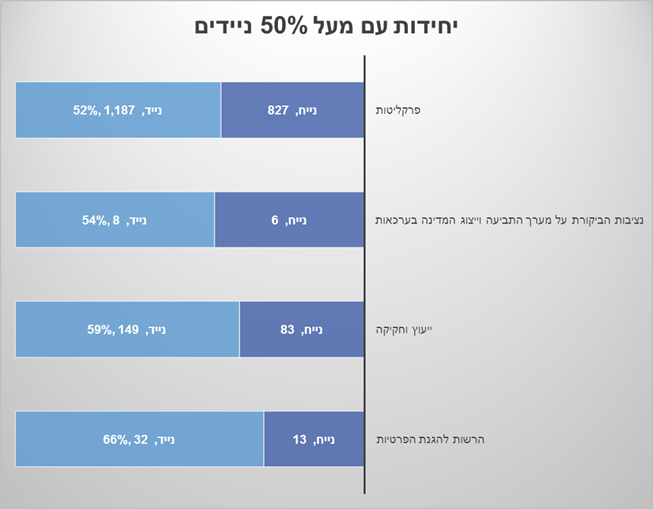 יחידות עם מעל 50% ניידים
פרקליטות
נייח, 827
נייד, 1,187, 52%
נציבות הביקורת על מערך התביעה וייצוג המדינה בערכאות
נייח, 6
נייד, 8, 54%
ייעוץ וחקיקה
נייח, 83
נייד, 149, 59%
הרשות להגנת הפרטיות
נייח, 13
נייד, 32, 66%